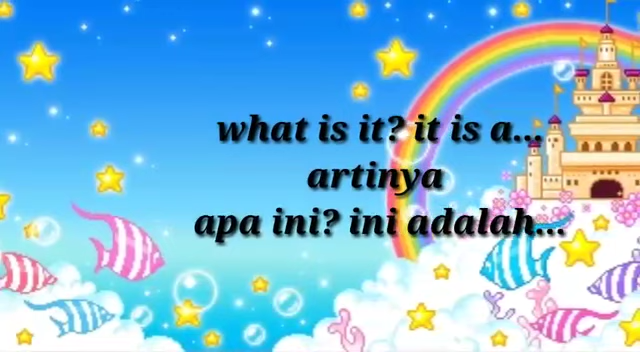 what is it? it is a...
artinya
apa ini? ini adalah...